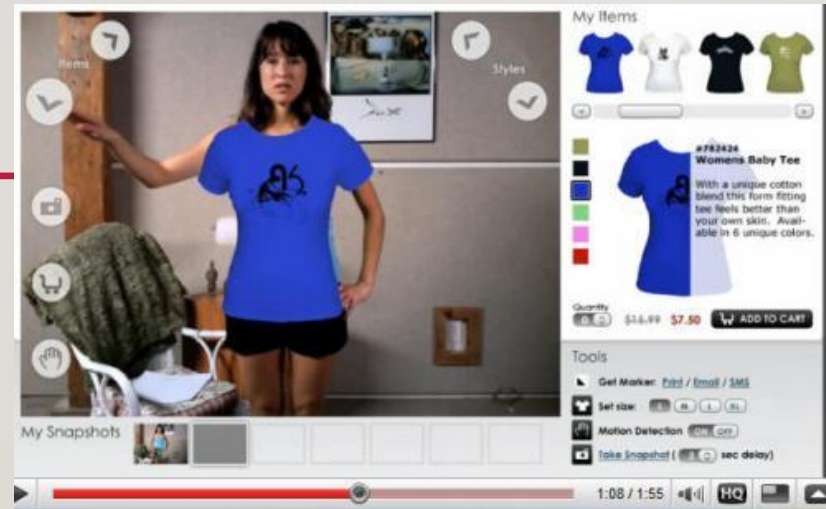 Items
Styles
My Items
#782424
Womens Baby Tee
With a unique cotton
blend this form fitting
tee feels better than
your own skin. Avail-
able in 6 unique colors.
Quantity
$7.50 ADD TO CART
Tools
Get Marker: Print / Email / SMS
Set size: S M L XL
Motion Detection ON OFF
Take Snapshot ( sec delay)
My Snapshots
1:08 / 1:55 HQ